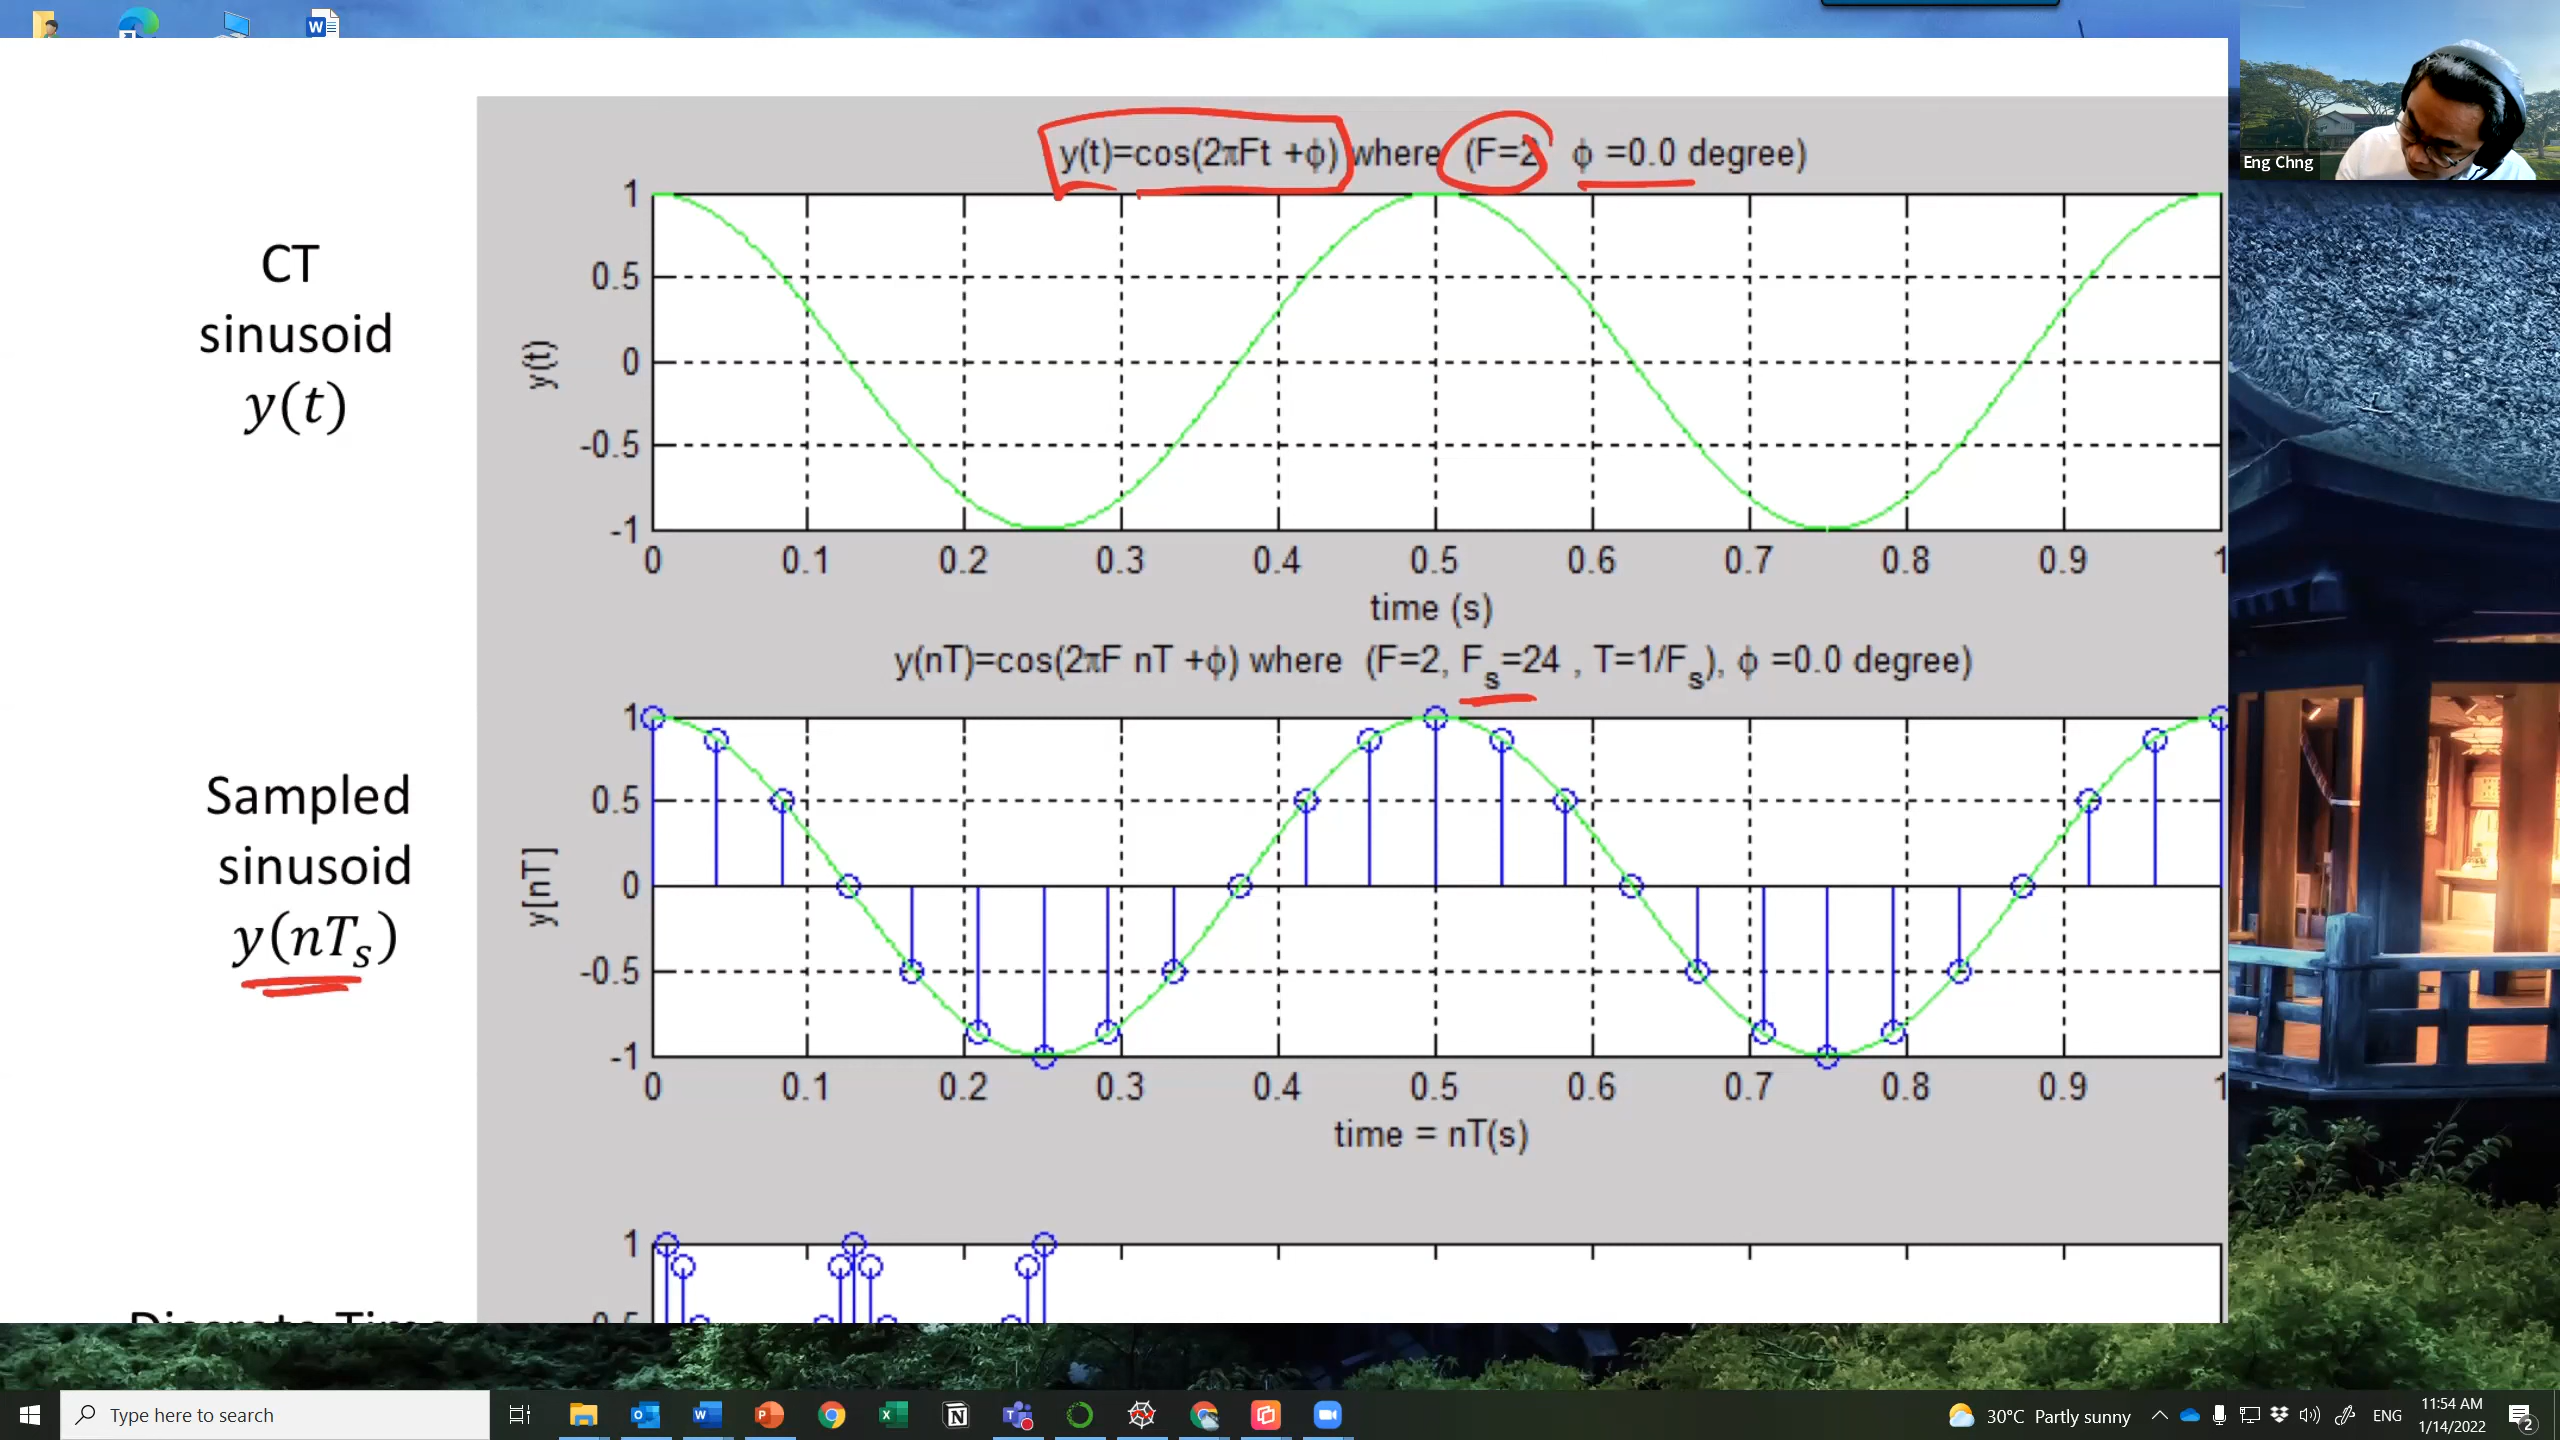 Eng Chng
y(t)=cos(2πFt +ϕ) where (F=2 ϕ =0.0 degree)
CT
sinusoid
y(t)
y(t)
1
0.5
0
-0.5
-1
0 0.1 0.2 0.3 0.4 0.5 0.6 0.7 0.8 0.9 1
time (s)
y(nT)=cos(2πF nT +ϕ) where (F=2, Fs=24 , T=1/Fs), ϕ =0.0 degree)
Sampled
sinusoid
y(nTs)
y[nT]
1
0.5
0
-0.5
-1
0 0.1 0.2 0.3 0.4 0.5 0.6 0.7 0.8 0.9 1
time = nT(s)
1
0.5
Discrete Time
Type here to search
30°C Partly sunny
ENG
11:54 AM
1/14/2022
2